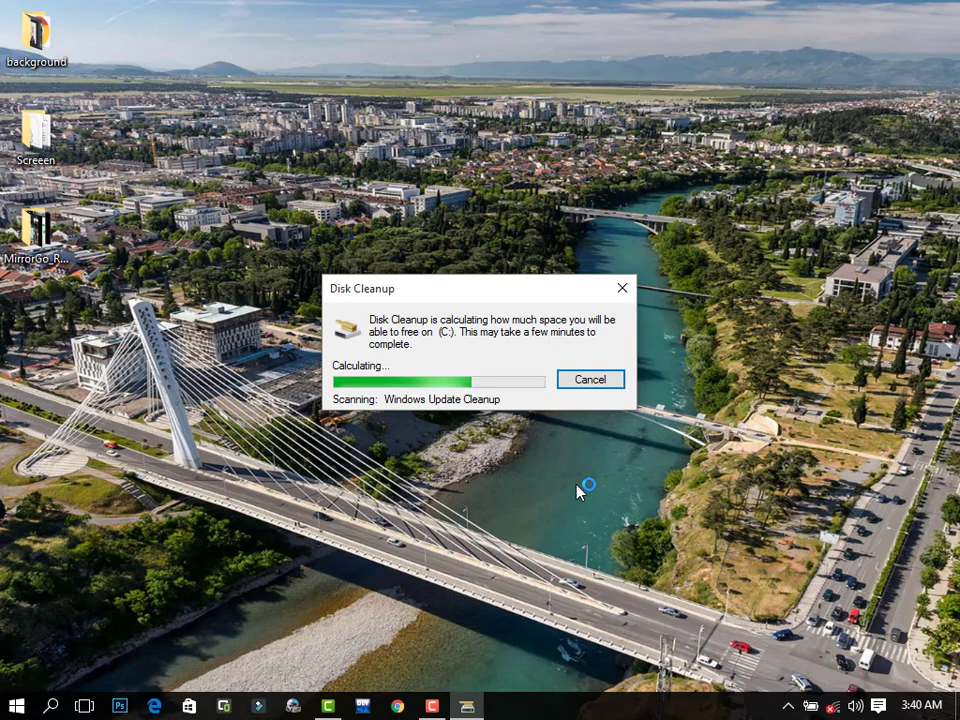 background
Screeen
MirrorGo_R...
Disk Cleanup
Disk Cleanup is calculating how much space you will be
able to free on (C:). This may take a few minutes to
complete.
Calculating...
Cancel
Scanning: Windows Update Cleanup
Ps
C
C
3:40 AM